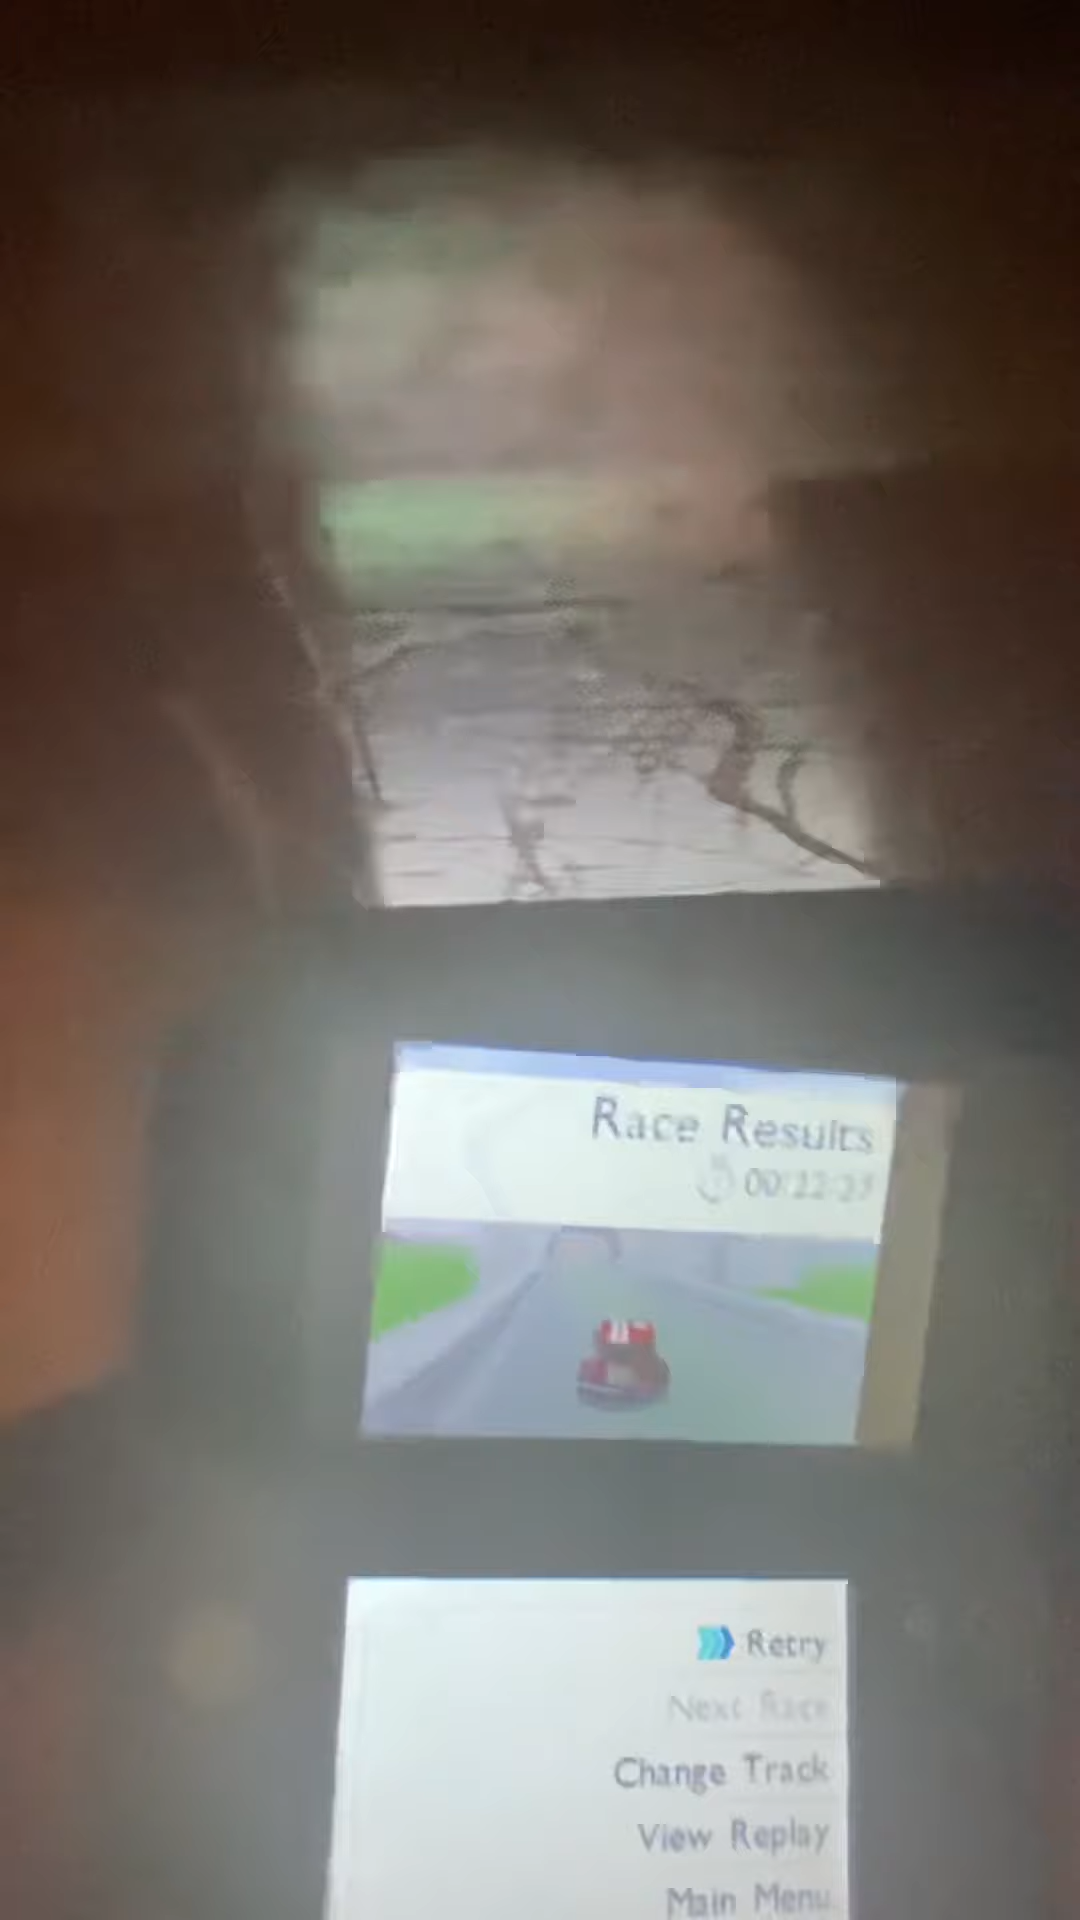 Race Results
Retry
Next Race
Change Track
View Replay
Main Menu